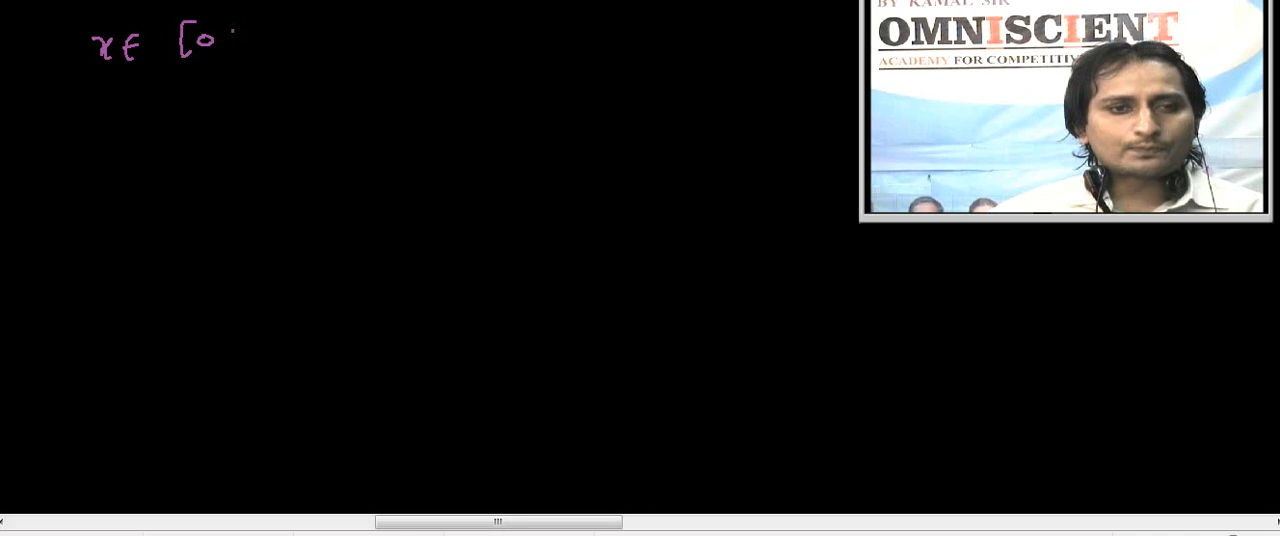 x ∈ [0
BY KAMAL SIR
OMNISCIENT
ACADEMY FOR COMPETITIV